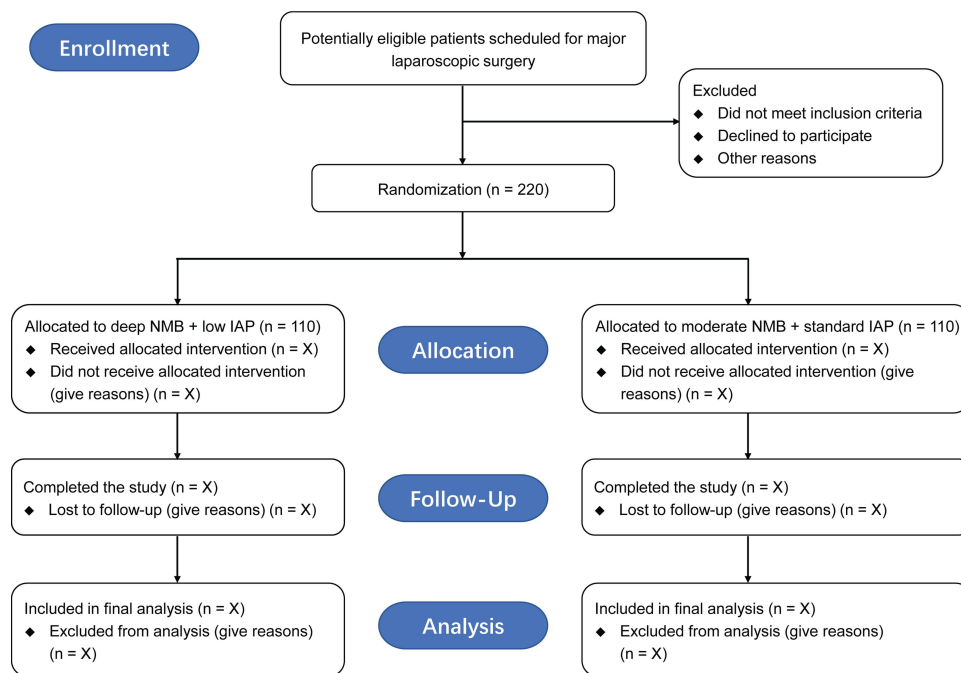 Enrollment
Potentially eligible patients scheduled for major
laparoscopic surgery
Excluded
◆ Did not meet inclusion criteria
◆ Declined to participate
◆ Other reasons
Randomization (n = 220)
Allocated to deep NMB + low IAP (n = 110)
◆ Received allocated intervention (n = X)
◆ Did not receive allocated intervention
(give reasons) (n = X)
Allocation
Allocated to moderate NMB + standard IAP (n = 110)
◆ Received allocated intervention (n = X)
◆ Did not receive allocated intervention (give
reasons) (n = X)
Completed the study (n = X)
◆ Lost to follow-up (give reasons) (n = X)
Follow-Up
Completed the study (n = X)
◆ Lost to follow-up (give reasons) (n = X)
Included in final analysis (n = X)
◆ Excluded from analysis (give reasons)
(n = X)
Analysis
Included in final analysis (n = X)
◆ Excluded from analysis (give reasons)
(n = X)